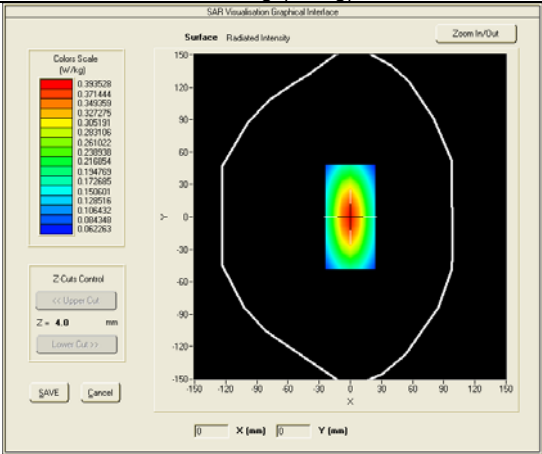 SAR Visualisation Graphical Interface
Surface Radiated Intensity
Zoom In/Out
Colors Scale
(W/kg)
0.393528
0.371444
0.349359
0.327275
0.305191
0.283106
0.261022
0.238938
0.216854
0.194769
0.172685
0.150601
0.128516
0.106432
0.084348
0.062263
150
120
90
60
30
0
-30
-60
-90
-120
-150
Y
-150 -120 -90 -60 -30 0 30 60 90 120 150
X
Z-Cuts Control
<< Upper Cut
Z = 4.0 mm
Lower Cut >>
SAVE Cancel
0 X (mm) 0 Y (mm)